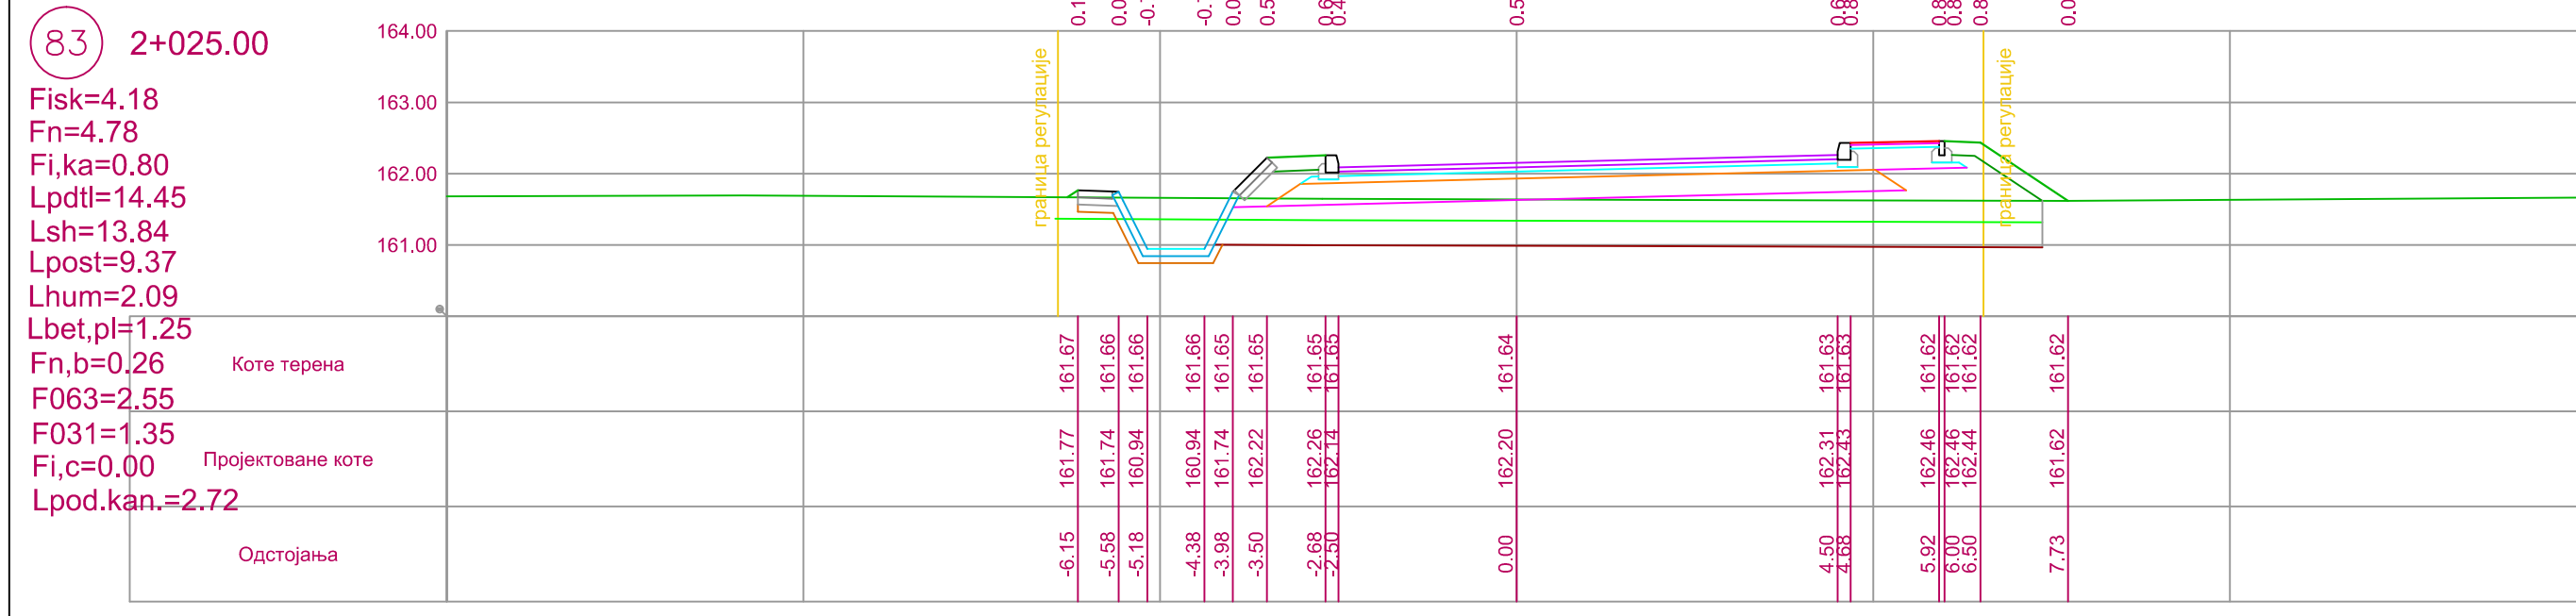 83 2+025.00
Fisk=4.18
Fn=4.78
Fi,ka=0.80
Lpdtl=14.45
Lsh=13.84
Lpost=9.37
Lhum=2.09
Lbet,pl=1.25
Fn,b=0.26
F063=2.55
F031=1.35
Fi,c=0.00
Lpod.kan.=2.72
164.00
163.00
162.00
161.00
граница регулације
граница регулације
Коте терена
161.67 161.66 161.66 161.66 161.65 161.65 161.65 161.65 161.64 161.63 161.63 161.62 161.62 161.62 161.62
Пројектоване коте
161.77 161.74 160.94 160.94 161.74 162.22 162.26 162.14 162.20 162.31 162.43 162.46 162.46 162.44 161.62
Одстојања
-6.15 -5.58 -5.18 -4.38 -3.98 -3.50 -2.68 -2.50 0.00 4.50 4.68 5.92 6.00 6.50 7.73